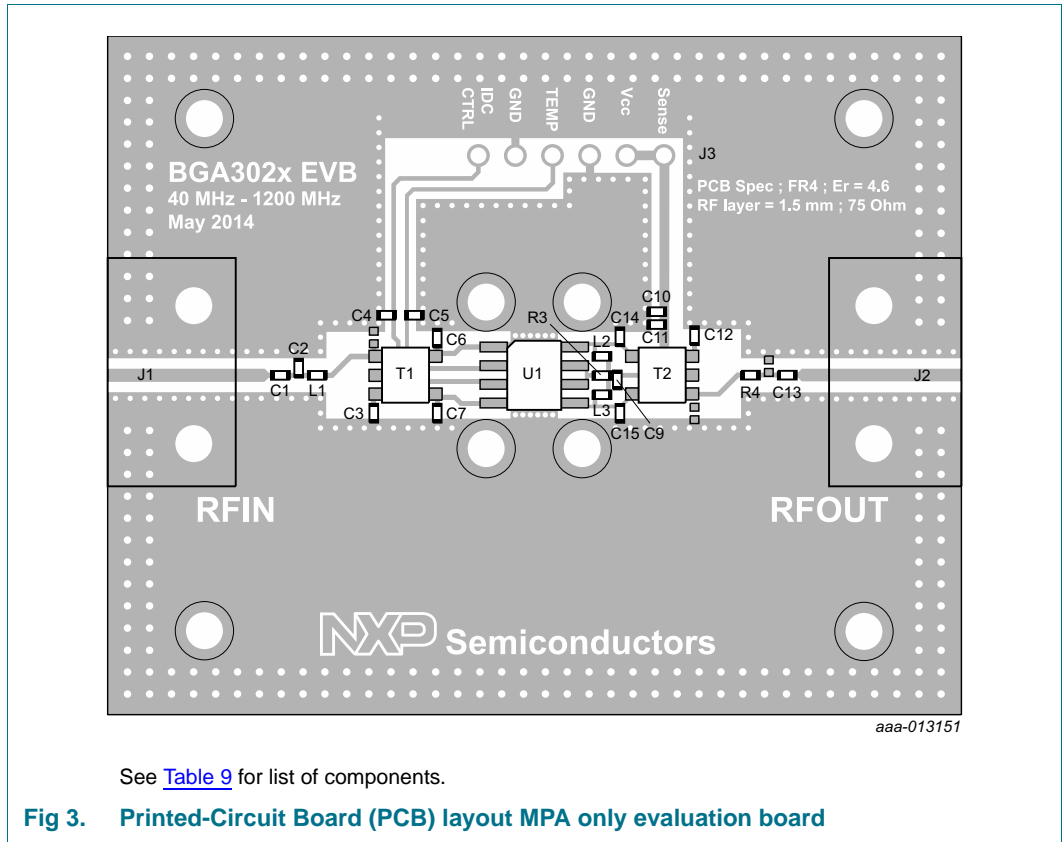 IDC
CTRL
GND
TEMP
GND
Vcc
Sense
J3
BGA302x EVB
40 MHz - 1200 MHz
May 2014
PCB Spec ; FR4 ; Er = 4.6
RF layer = 1.5 mm ; 75 Ohm
C10
C4
C5
R3
C14
C11
C12
C6
L2
C2
J1
C1
L1
T1
U1
T2
R4
C13
J2
C3
C7
L3
C15
C9
RFIN
RFOUT
NXP Semiconductors
aaa-013151
See Table 9 for list of components.
Fig 3. Printed-Circuit Board (PCB) layout MPA only evaluation board